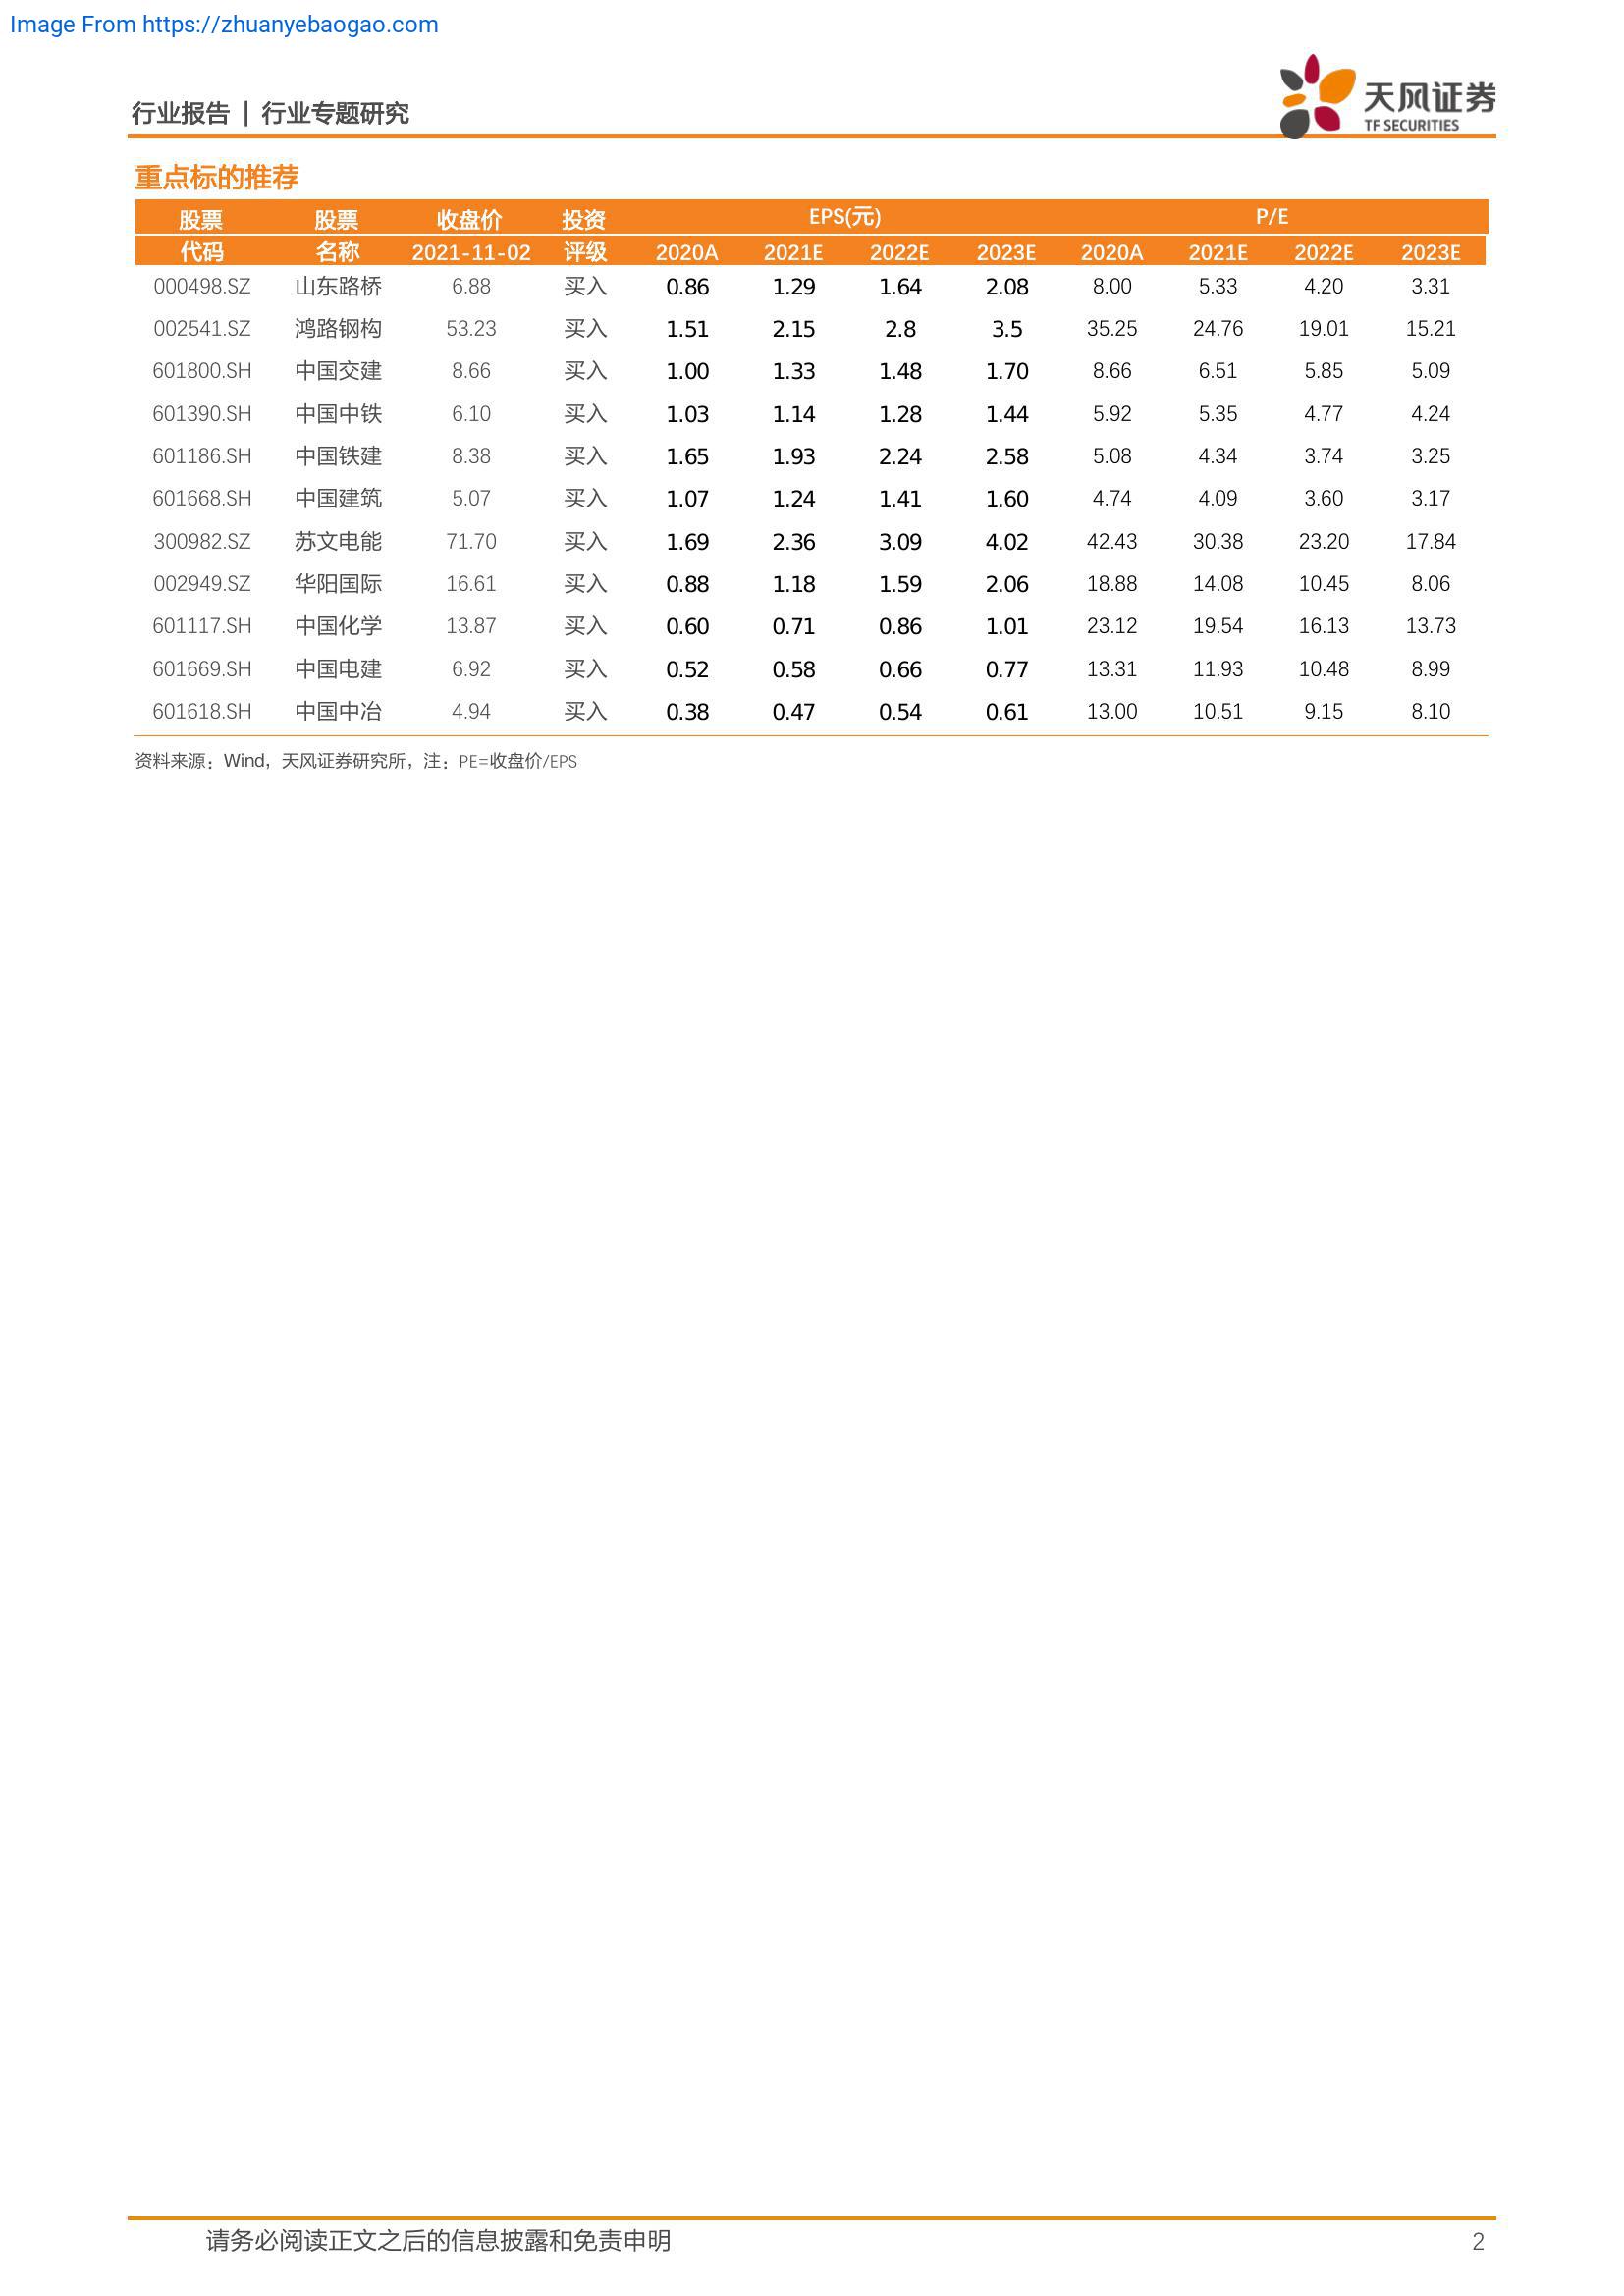 Image From https://zhuanyebaogao.com
行业报告 | 行业专题研究
天风证券
TF SECURITIES
重点标的推荐
股票 股票 收盘价 投资 EPS(元) P/E
代码 名称 2021-11-02 评级 2020A 2021E 2022E 2023E 2020A 2021E 2022E 2023E
000498.SZ 山东路桥 6.88 买入 0.86 1.29 1.64 2.08 8.00 5.33 4.20 3.31
002541.SZ 鸿路钢构 53.23 买入 1.51 2.15 2.8 3.5 35.25 24.76 19.01 15.21
601800.SH 中国交建 8.66 买入 1.00 1.33 1.48 1.70 8.66 6.51 5.85 5.09
601390.SH 中国中铁 6.10 买入 1.03 1.14 1.28 1.44 5.92 5.35 4.77 4.24
601186.SH 中国铁建 8.38 买入 1.65 1.93 2.24 2.58 5.08 4.34 3.74 3.25
601668.SH 中国建筑 5.07 买入 1.07 1.24 1.41 1.60 4.74 4.09 3.60 3.17
300982.SZ 苏文电能 71.70 买入 1.69 2.36 3.09 4.02 42.43 30.38 23.20 17.84
002949.SZ 华阳国际 16.61 买入 0.88 1.18 1.59 2.06 18.88 14.08 10.45 8.06
601117.SH 中国化学 13.87 买入 0.60 0.71 0.86 1.01 23.12 19.54 16.13 13.73
601669.SH 中国电建 6.92 买入 0.52 0.58 0.66 0.77 13.31 11.93 10.48 8.99
601618.SH 中国中冶 4.94 买入 0.38 0.47 0.54 0.61 13.00 10.51 9.15 8.10
资料来源：Wind，天风证券研究所，注：PE=收盘价/EPS
请务必阅读正文之后的信息披露和免责申明 2